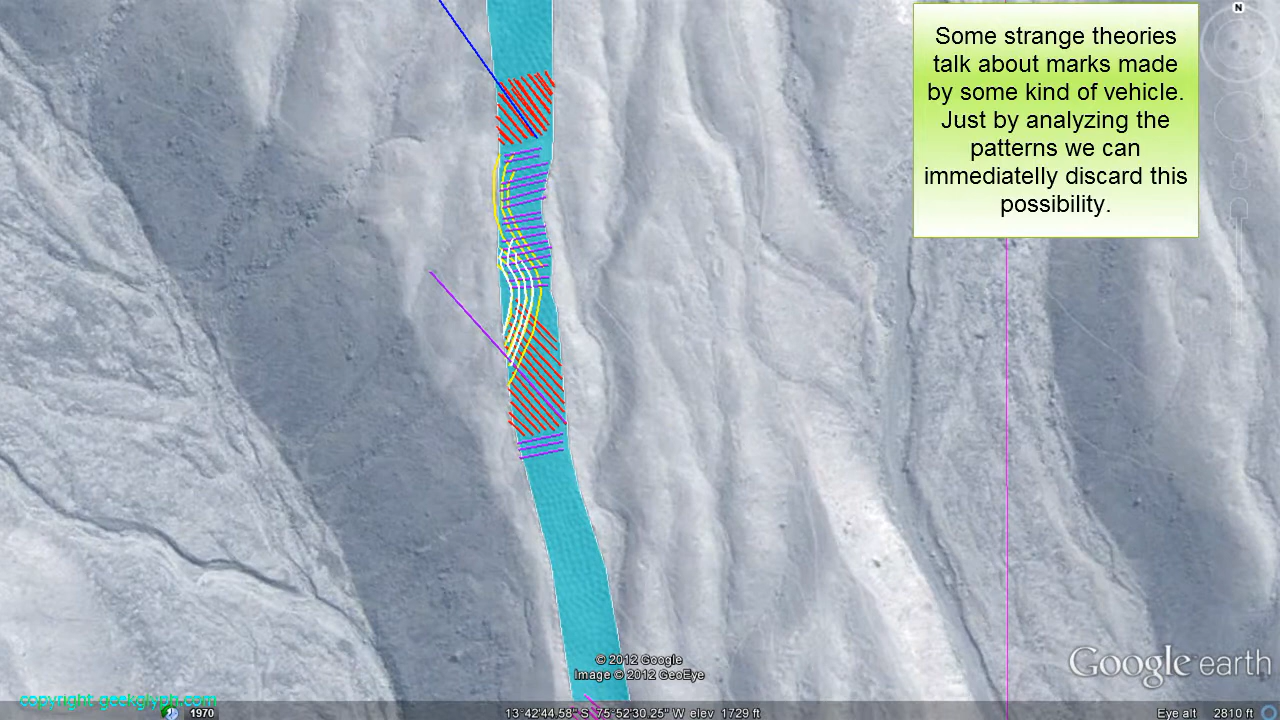 N
Some strange theories
talk about marks made
by some kind of vehicle.
Just by analyzing the
patterns we can
immediatelly discard this
possibility.
© 2012 Google
Image © 2012 GeoEye
Google earth
copyright geekglyph.com
1970
13°42'44.58" S 75°52'30.25" W elev 1729 ft
Eye alt 2810 ft